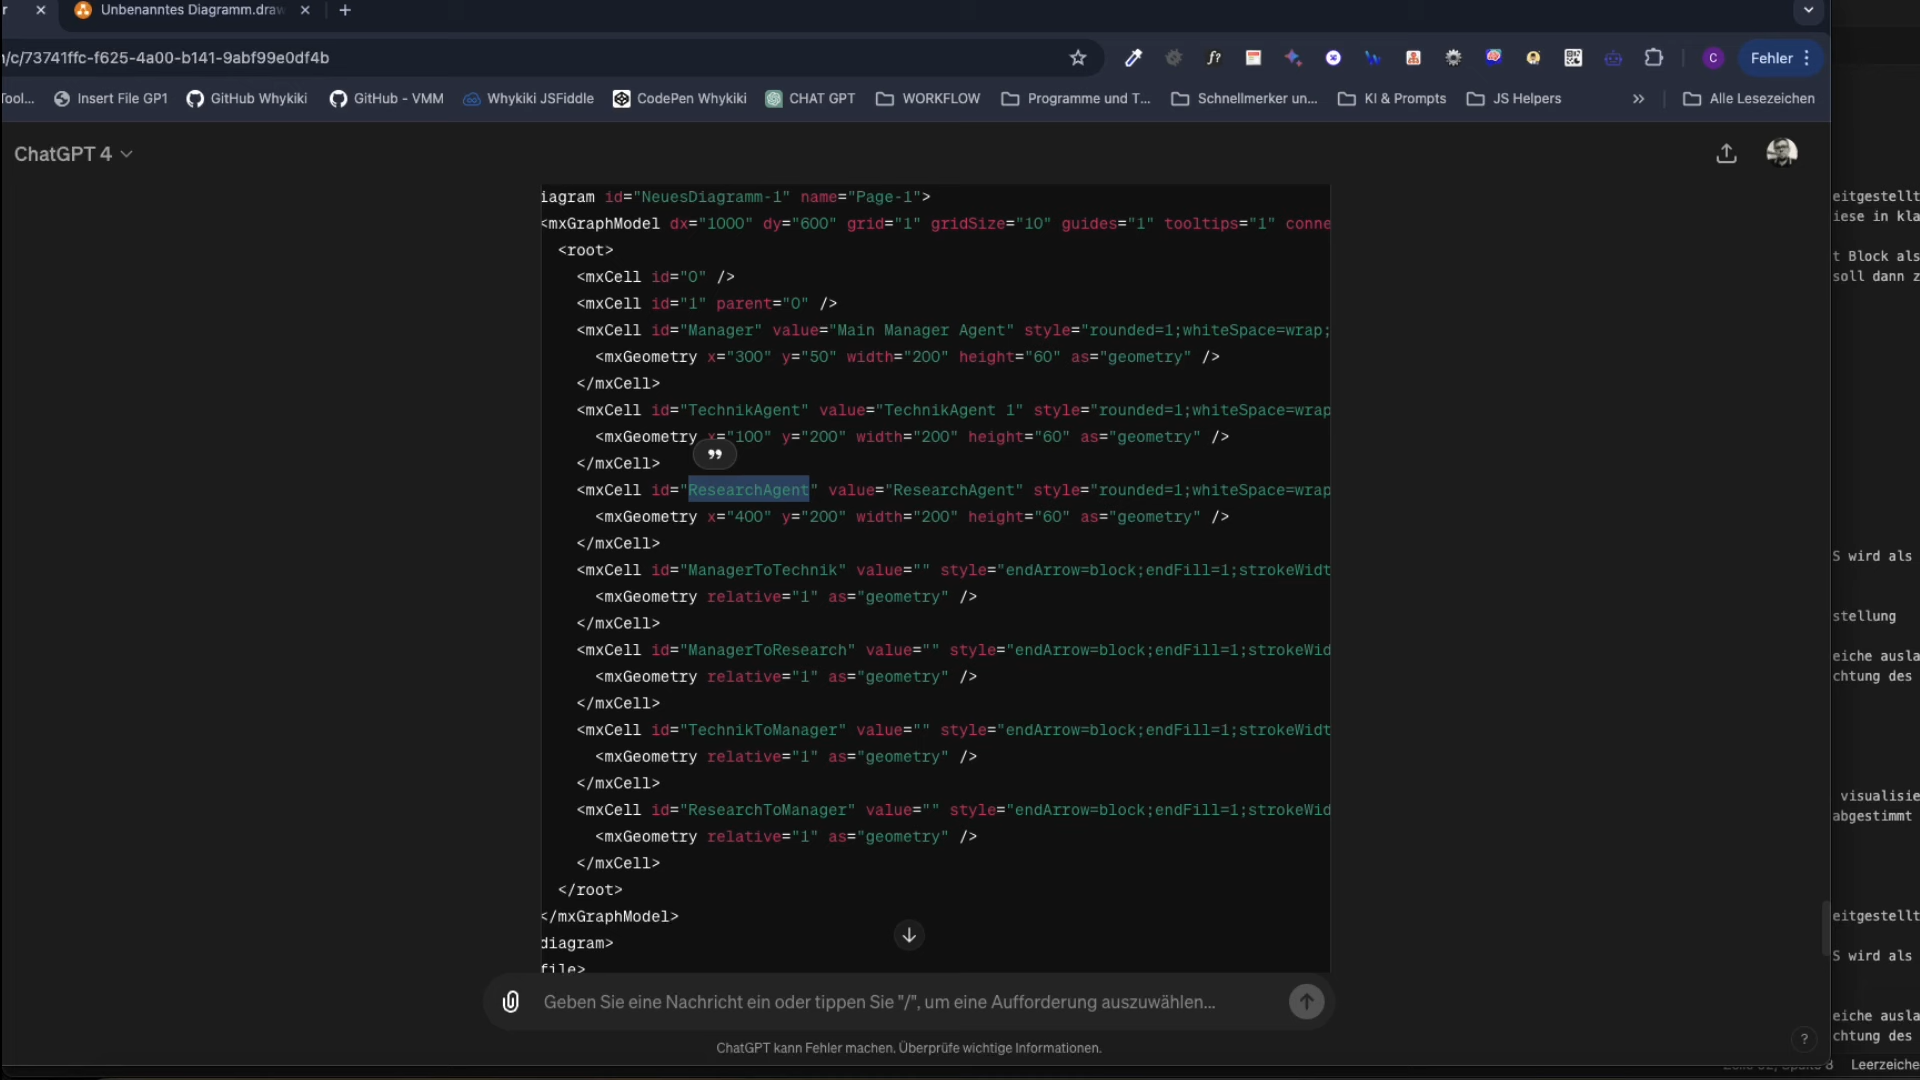 r
Unbenanntes Diagramm.draw
/c/73741ffc-f625-4a00-b141-9abf99e0df4b
Fehler
Tool...
Insert File GP1
GitHub Whykiki
GitHub - VMM
Whykiki JSFiddle
CodePen Whykiki
CHAT GPT
WORKFLOW
Programme und T...
Schnellmerker un...
KI & Prompts
JS Helpers
»
Alle Lesezeichen
ChatGPT 4
iagram id="NeuesDiagramm-1" name="Page-1">
<mxGraphModel dx="1000" dy="600" grid="1" gridSize="10" guides="1" tooltips="1" conne
<root>
<mxCell id="0" />
<mxCell id="1" parent="0" />
<mxCell id="Manager" value="Main Manager Agent" style="rounded=1;whiteSpace=wrap;
<mxGeometry x="300" y="50" width="200" height="60" as="geometry" />
</mxCell>
<mxCell id="TechnikAgent" value="TechnikAgent 1" style="rounded=1;whiteSpace=wrap
<mxGeometry x="100" y="200" width="200" height="60" as="geometry" />
</mxCell>
<mxCell id="ResearchAgent" value="ResearchAgent" style="rounded=1;whiteSpace=wrap
<mxGeometry x="400" y="200" width="200" height="60" as="geometry" />
</mxCell>
<mxCell id="ManagerToTechnik" value="" style="endArrow=block;endFill=1;strokeWidt
<mxGeometry relative="1" as="geometry" />
</mxCell>
<mxCell id="ManagerToResearch" value="" style="endArrow=block;endFill=1;strokeWid
<mxGeometry relative="1" as="geometry" />
</mxCell>
<mxCell id="TechnikToManager" value="" style="endArrow=block;endFill=1;strokeWidt
<mxGeometry relative="1" as="geometry" />
</mxCell>
<mxCell id="ResearchToManager" value="" style="endArrow=block;endFill=1;strokeWid
<mxGeometry relative="1" as="geometry" />
</mxCell>
</root>
</mxGraphModel>
diagram>
file>
Geben Sie eine Nachricht ein oder tippen Sie "/", um eine Aufforderung auszuwählen...
ChatGPT kann Fehler machen. Überprüfe wichtige Informationen.
?
eitgestellt
iese in kla
t Block als
soll dann z
S wird als
stellung
eiche ausla
chtung des
visualisie
abgestimmt
eitgestellt
S wird als
eiche ausla
chtung des
Leerzeiche